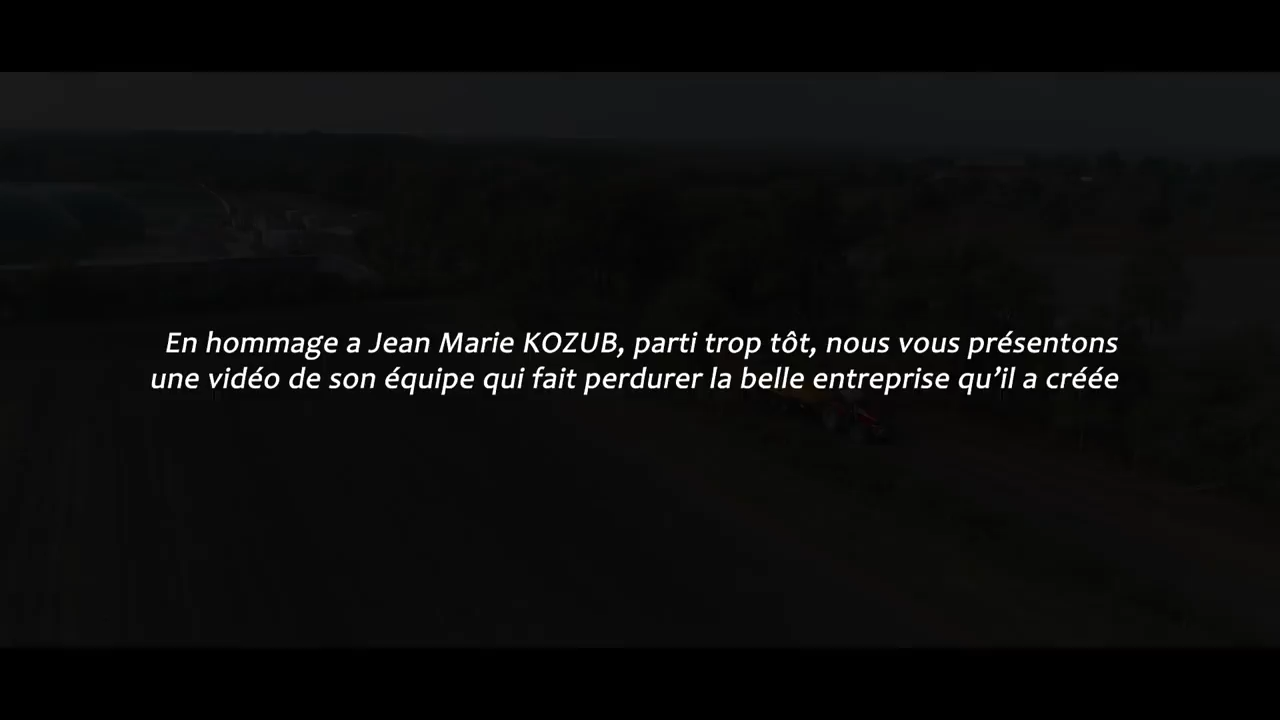 En hommage a Jean Marie KOZUB, parti trop tôt, nous vous présentons
une vidéo de son équipe qui fait perdurer la belle entreprise qu’il a créée